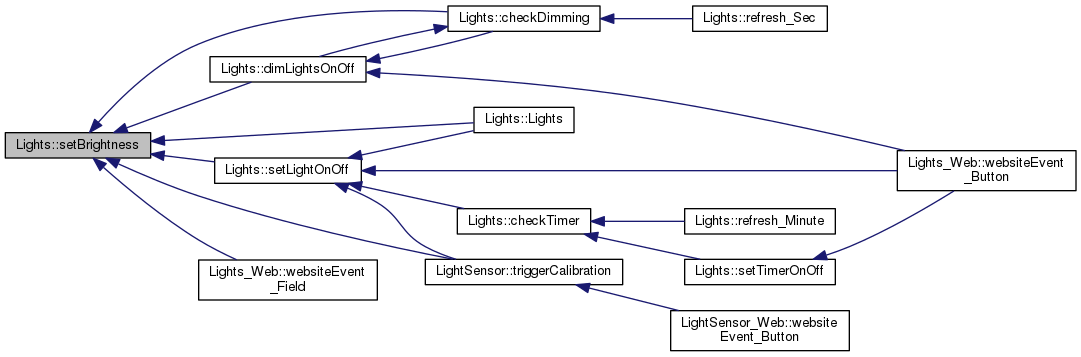 Lights::checkDimming
Lights::refresh_Sec
Lights::dimLightsOnOff
Lights::Lights
Lights::setBrightness
Lights::setLightOnOff
Lights_Web::websiteEvent
_Button
Lights::checkTimer
Lights::refresh_Minute
Lights_Web::websiteEvent
_Field
LightSensor::triggerCalibration
Lights::setTimerOnOff
LightSensor_Web::website
Event_Button